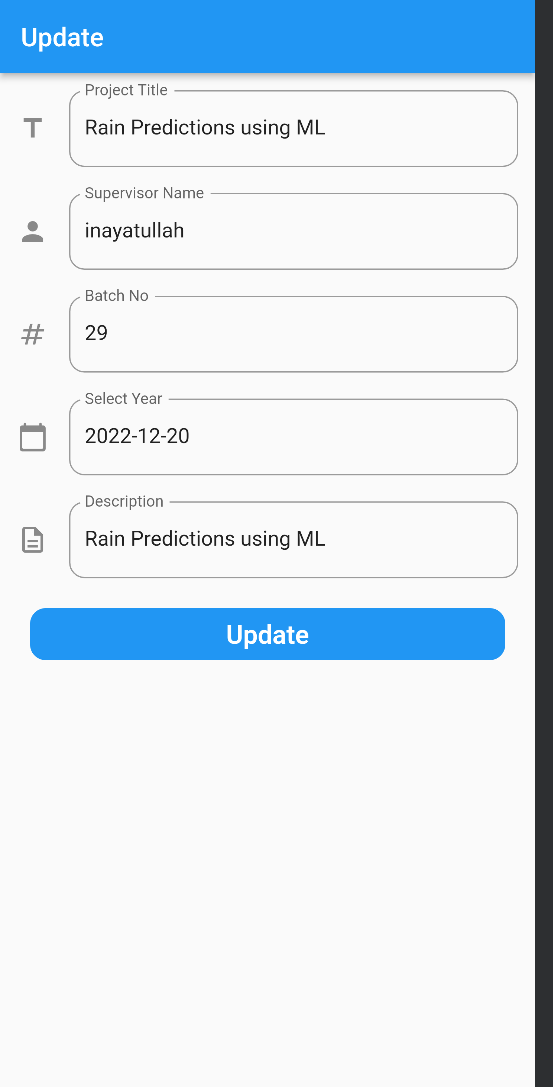 Update
Project Title
Rain Predictions using ML
Supervisor Name
inayatullah
Batch No
29
Select Year
2022-12-20
Description
Rain Predictions using ML
Update